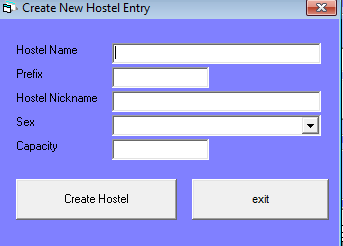 Create New Hostel Entry
Hostel Name
Prefix
Hostel Nickname
Sex
Capacity
Create Hostel
exit